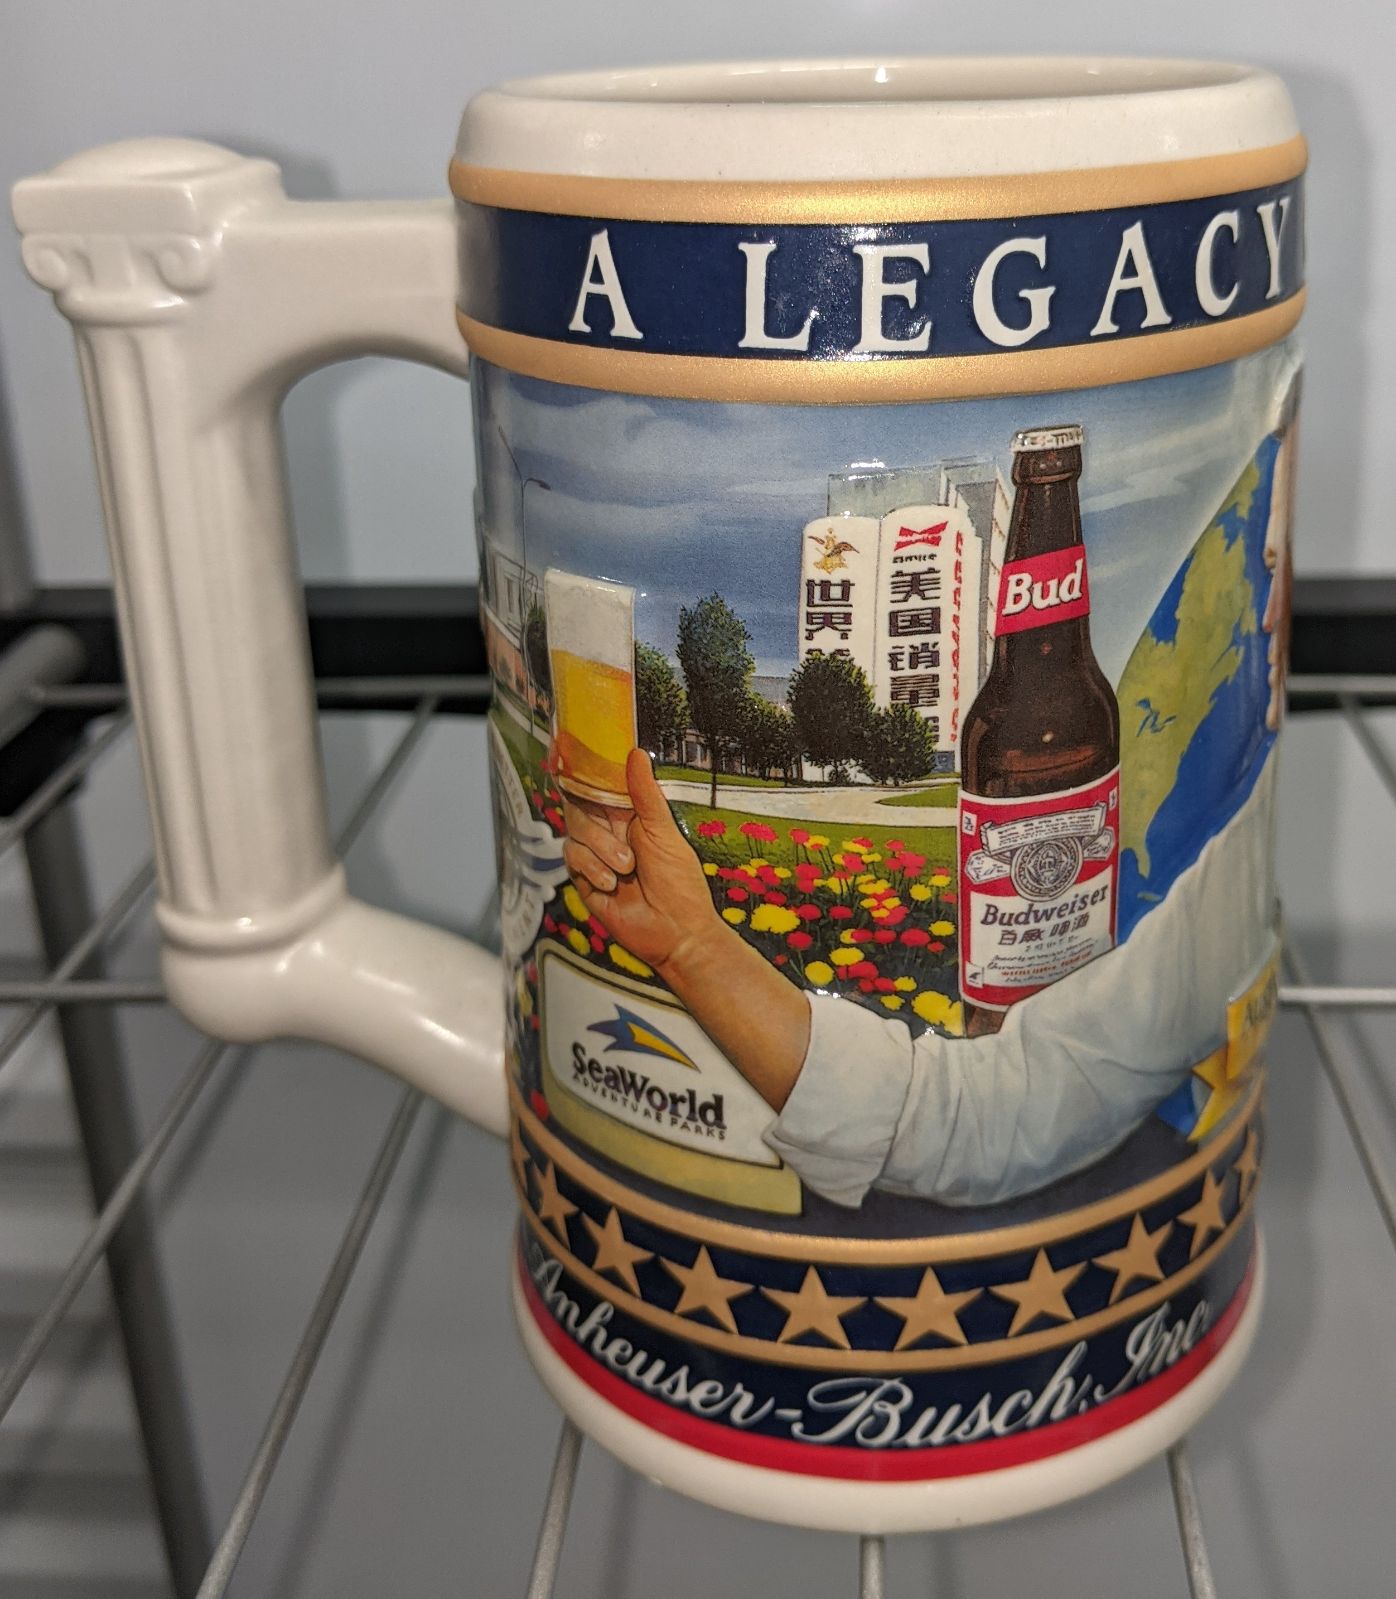 A LEGACY
世界
美国销量
Bud
Budweiser
百威啤酒
SeaWorld
ADVENTURE PARKS
Anheuser-Busch, Inc.